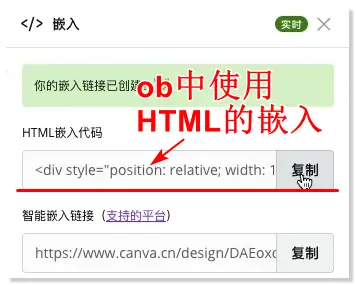 </> 嵌入
实时
你的嵌入链接已创建
ob中使用
HTML的嵌入
HTML嵌入代码
<div style="position: relative; width: 1
复制
智能嵌入链接（支持的平台）
https://www.canva.cn/design/DAEoxc
复制